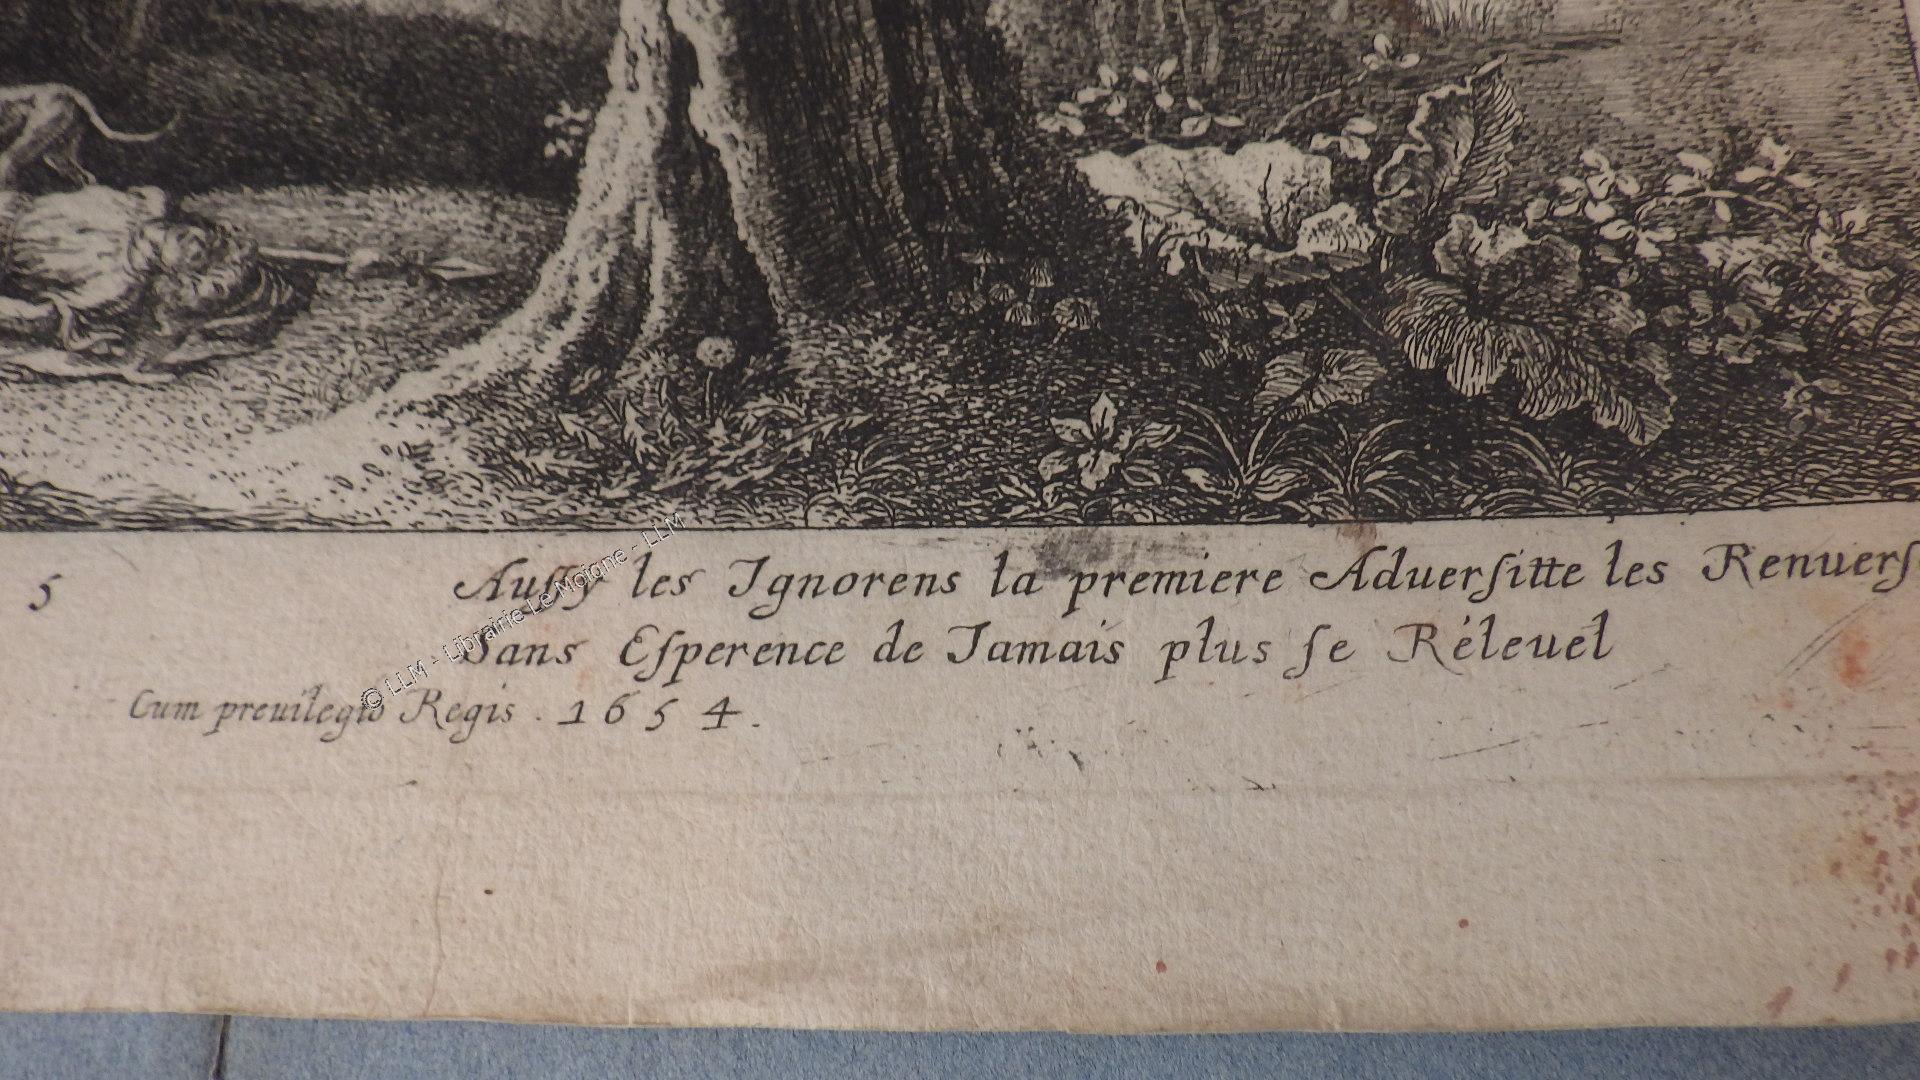 5 Auſſy les Ignorens la premiere Aduerſitte les Renuerſ
Sans Eſperence de Jamais plus ſe Réleuel
Cum preuilegio Regis . 1654.
© LLM - Librairie Le Moigne - LLM